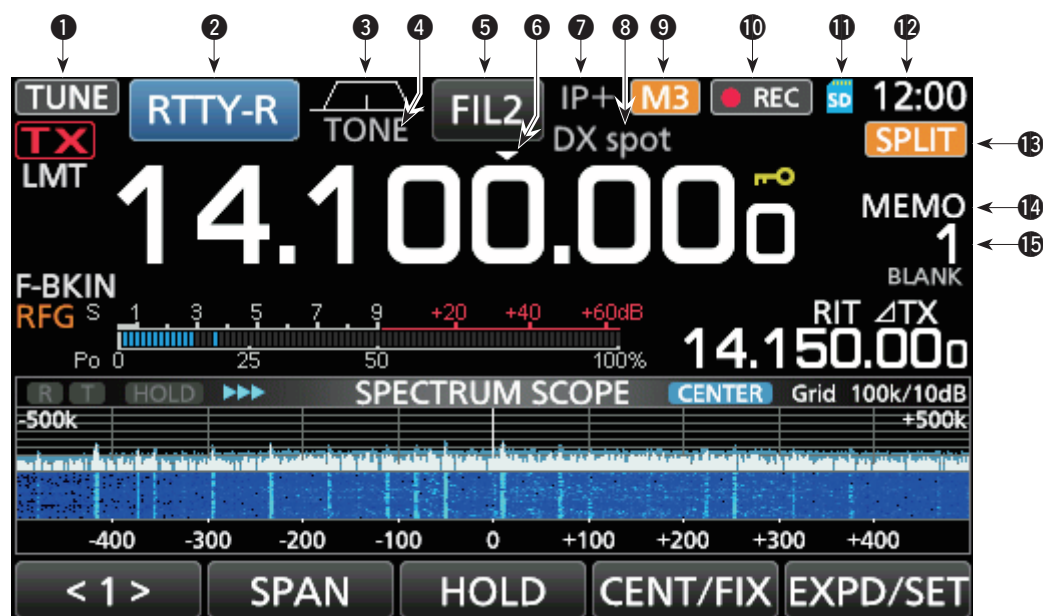 ❶ ❷ ❸ ❹ ❺ ❻ ❼ ❽ ❾ ❿ ⓫ ⓬
TUNE RTTY-R TONE FIL2 IP+ M3 REC SD 12:00
TX DX spot SPLIT ⓭
LMT 14.100.000 MEMO ⓮
1 ⓯
F-BKIN BLANK
RFG S 1 3 5 7 9 +20 +40 +60dB RIT ⊿TX
Po 0 25 50 100% 14.150.000
R T HOLD SPECTRUM SCOPE CENTER Grid 100k/10dB
-500k +500k
-400 -300 -200 -100 0 +100 +200 +300 +400
< 1 > SPAN HOLD CENT/FIX EXPD/SET